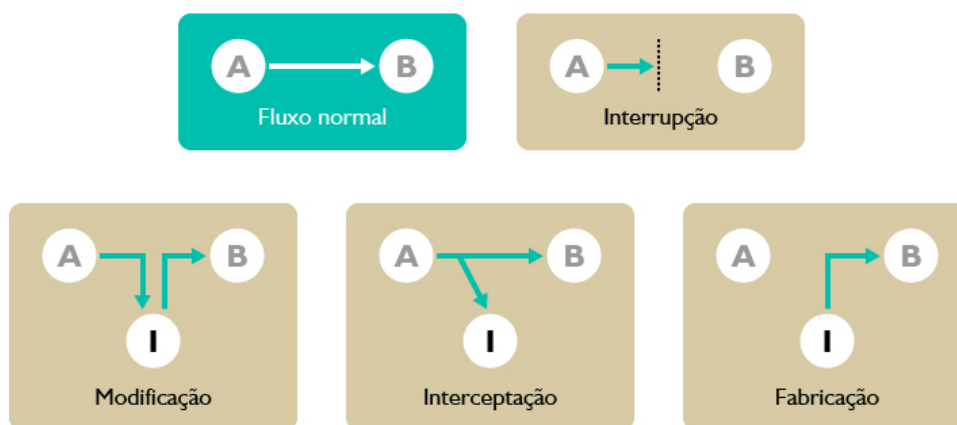 A B
Fluxo normal
A B
Interrupção
A B
I
Modificação
A B
I
Interceptação
A B
I
Fabricação